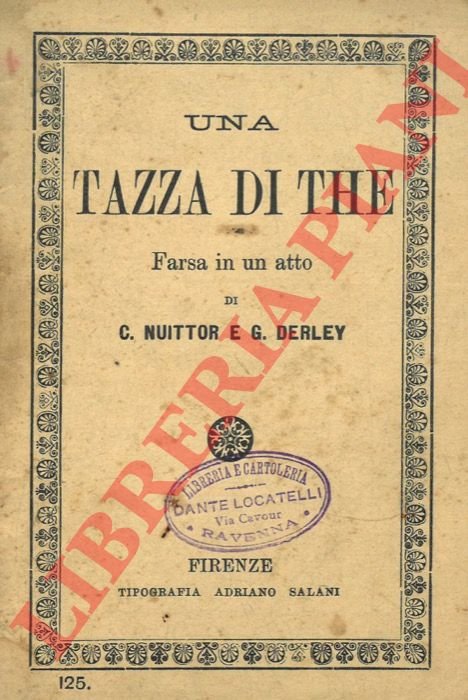 UNA
TAZZA DI THE
Farsa in un atto
DI
C. NUITTOR E G. DERLEY
LIBRERIA E CARTOLERIA
DANTE LOCATELLI
Via Cavour
• RAVENNA •
FIRENZE
TIPOGRAFIA ADRIANO SALANI
125.
LIBRERIA PIANI